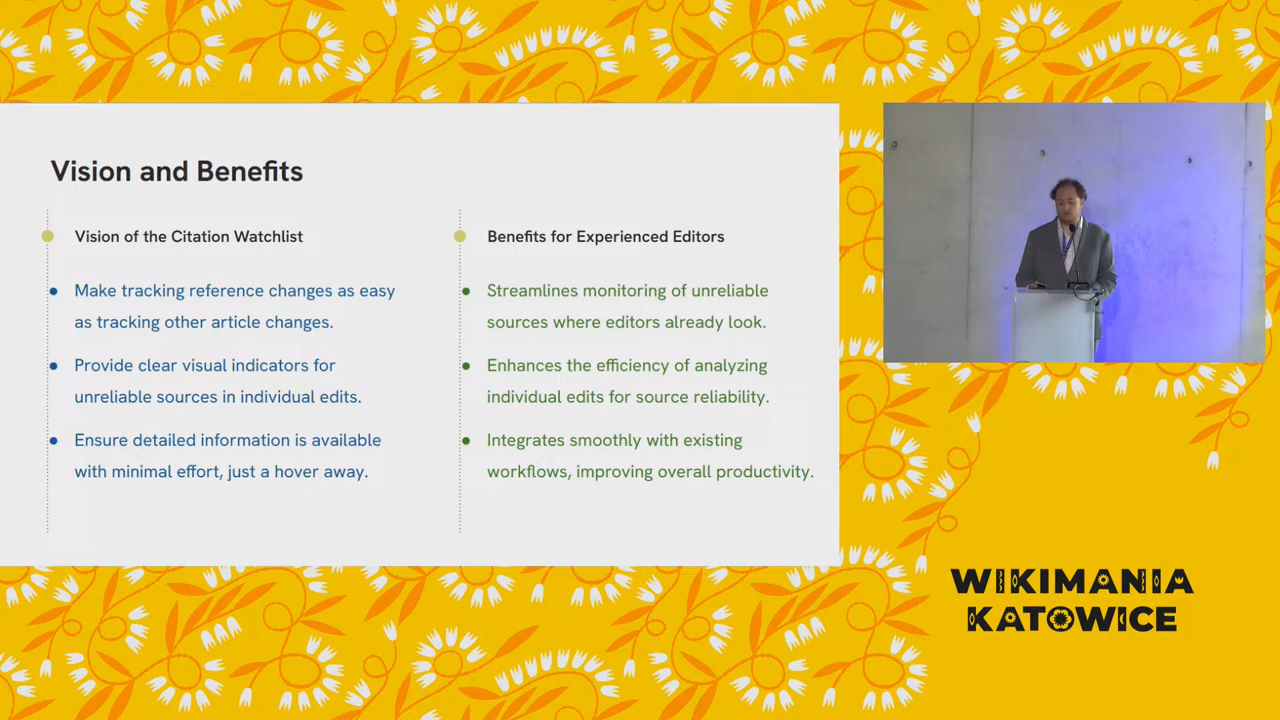 Vision and Benefits
Vision of the Citation Watchlist
Make tracking reference changes as easy
as tracking other article changes.
Provide clear visual indicators for
unreliable sources in individual edits.
Ensure detailed information is available
with minimal effort, just a hover away.
Benefits for Experienced Editors
Streamlines monitoring of unreliable
sources where editors already look.
Enhances the efficiency of analyzing
individual edits for source reliability.
Integrates smoothly with existing
workflows, improving overall productivity.
WIKIMANIA
KATOWICE